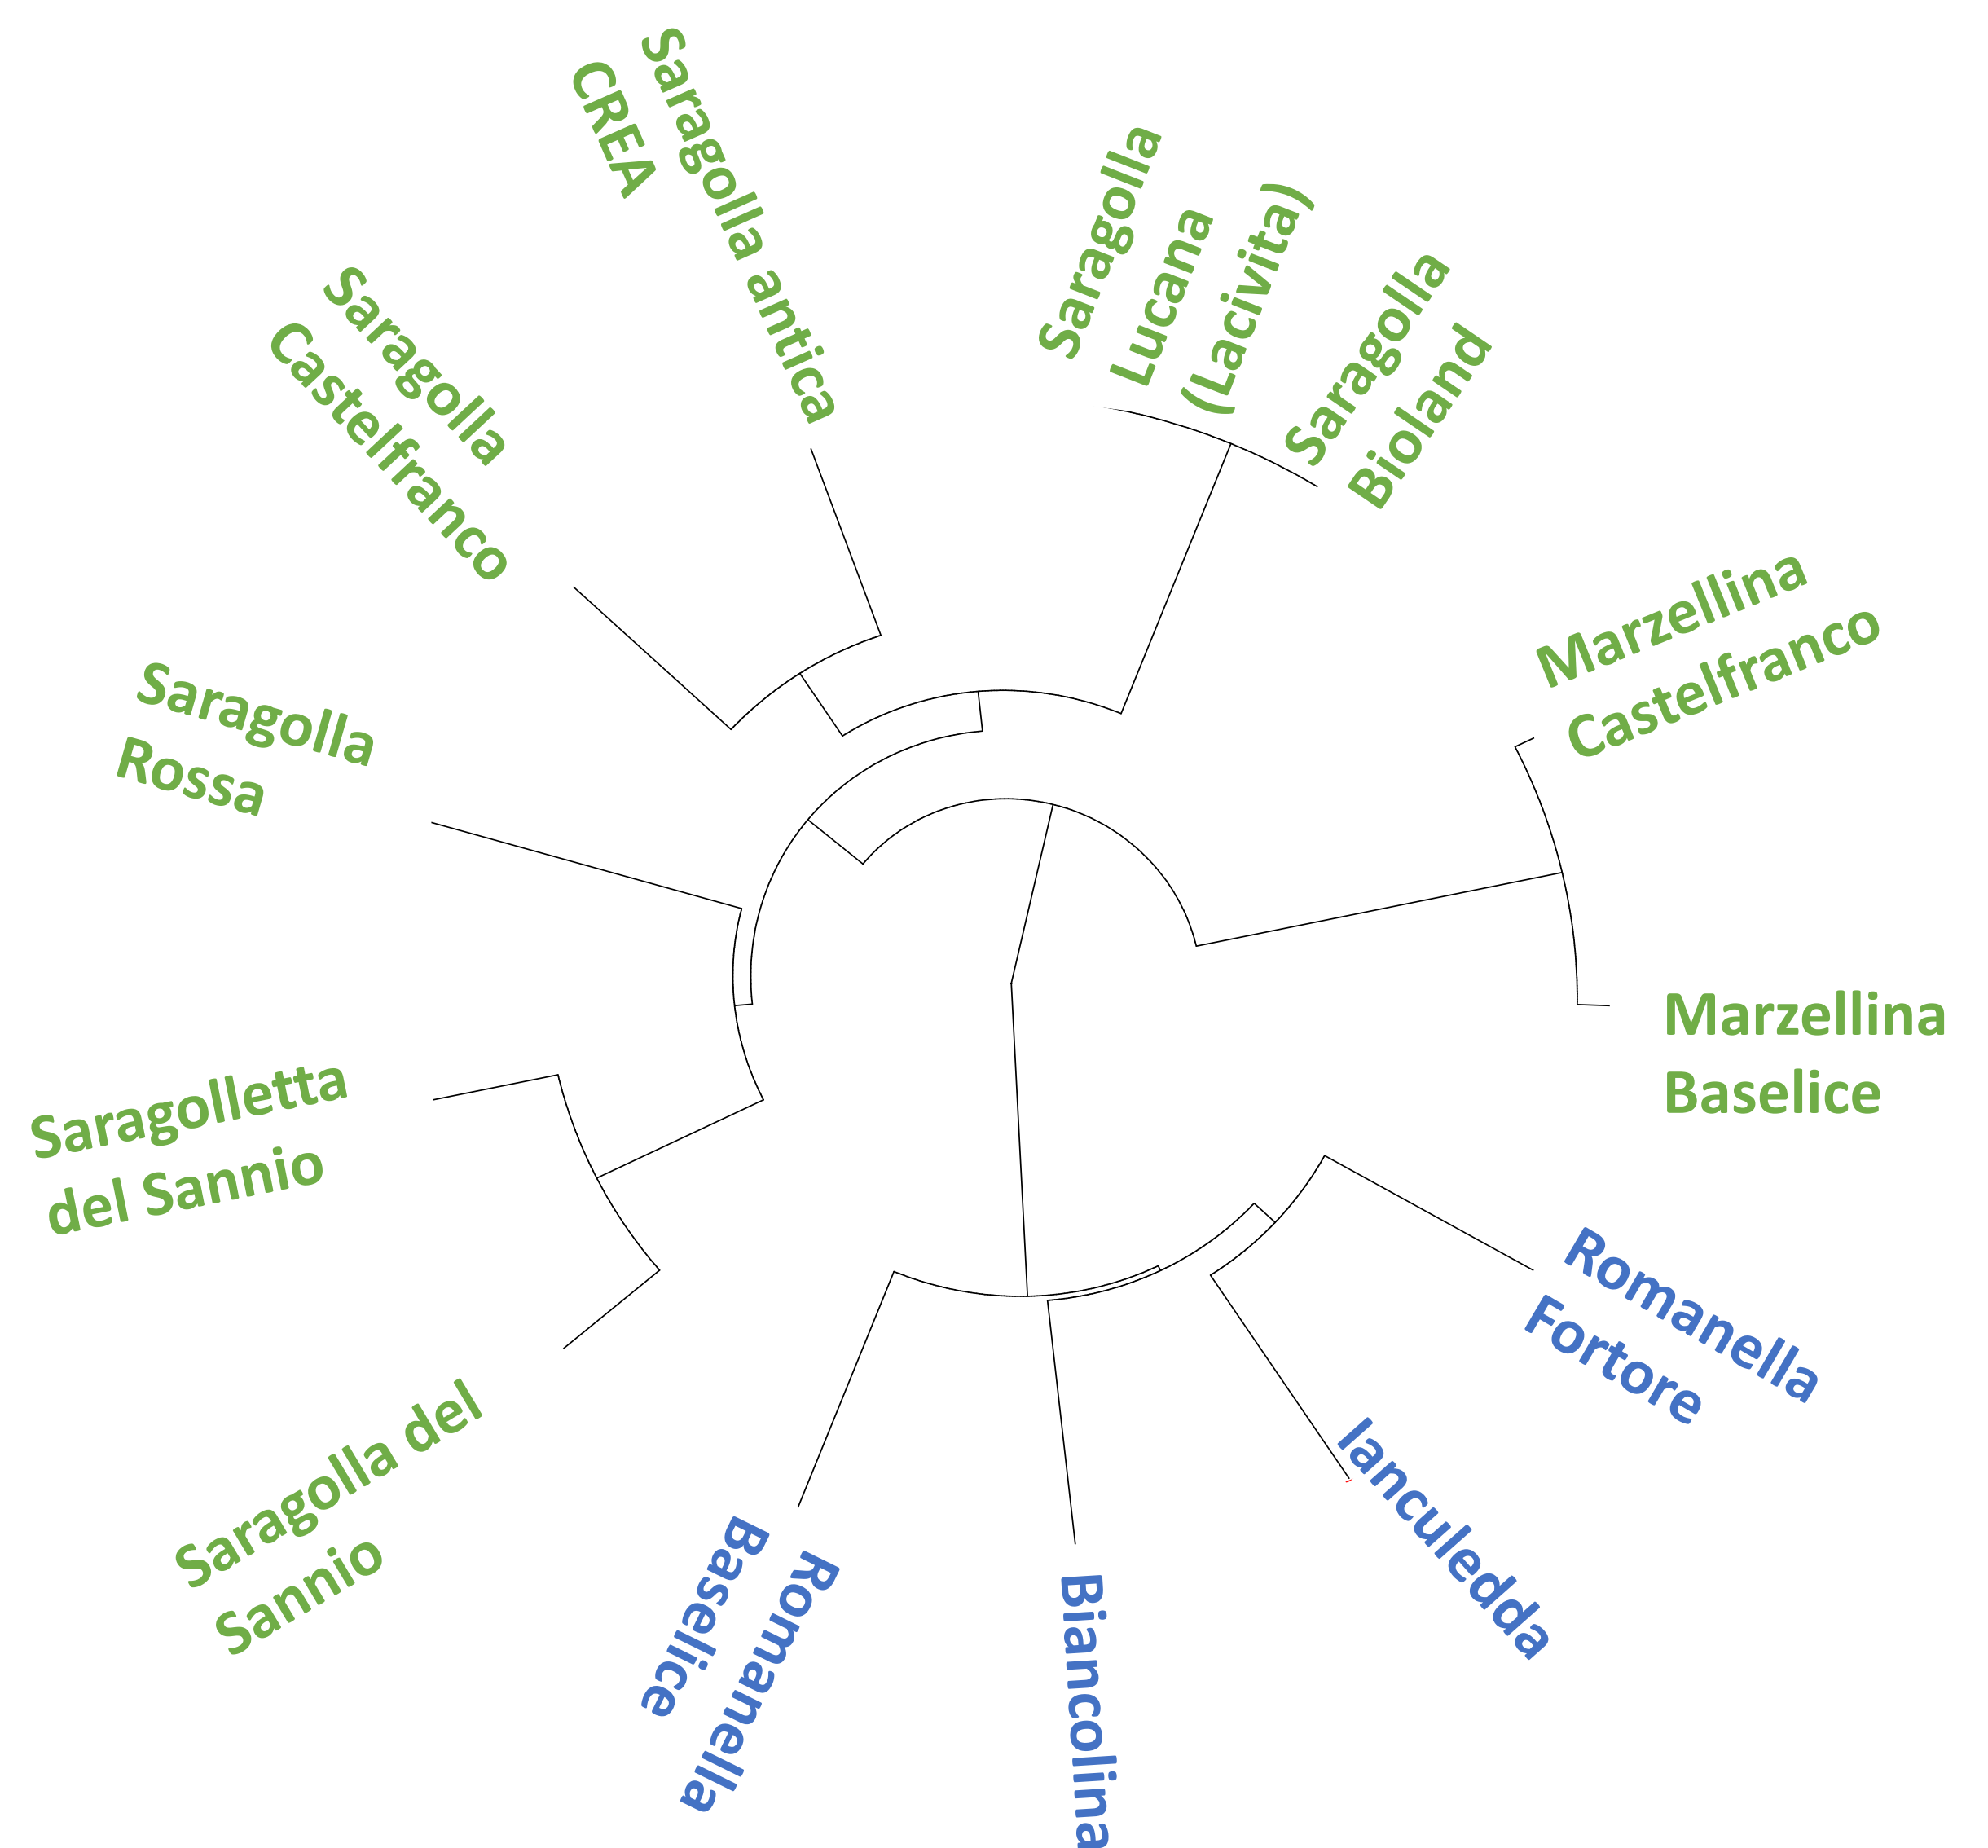 Saragolla antica
CREA
Saragolla
Lucana
(Lacivita)
Saragolla
Bioland
Marzellina
Castelfranco
Marzellina
Baselice
Romanella
Fortore
Ianculedda
Biancolina
Romanella
Baselice
Saragolla del
Sannio
Saragolletta
del Sannio
Saragolla
Rossa
Saragolla
Castelfranco